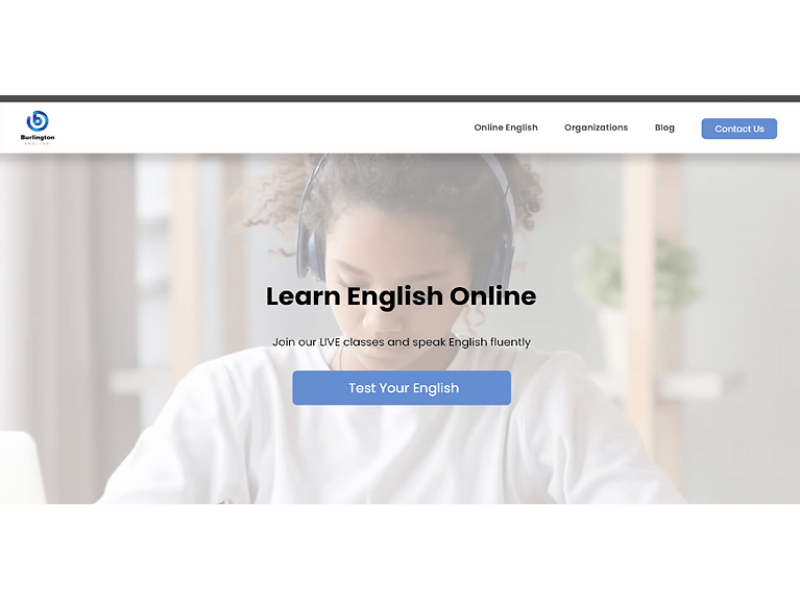 Burlington
ENGLISH
Online English
Organizations
Blog
Contact Us
Learn English Online
Join our LIVE classes and speak English fluently
Test Your English